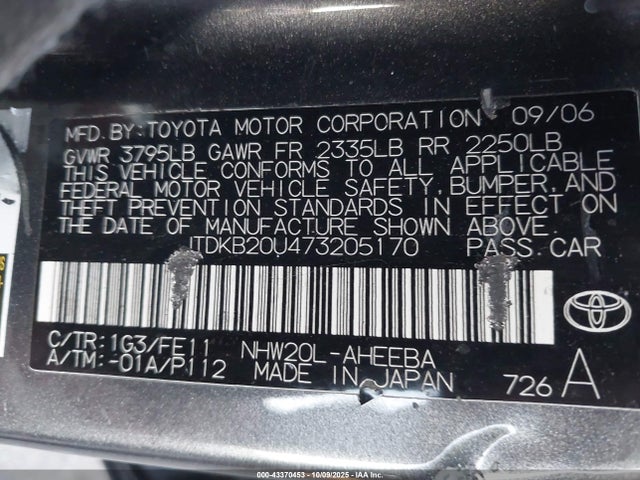 MFD.BY:TOYOTA MOTOR CORPORATION 09/06
GVWR 3795LB GAWR FR 2335LB RR 2250LB
THIS VEHICLE CONFORMS TO ALL APPLICABLE
FEDERAL MOTOR VEHICLE SAFETY,BUMPER,AND
THEFT PREVENTION STANDARDS IN EFFECT ON
THE DATE OF MANUFACTURE SHOWN ABOVE.
JTDKB20U473205170 PASS.CAR
C/TR:1G3/FE11 NHW20L-AHEEBA
A/TM:-01A/P112 MADE IN JAPAN 726 A
000-43370453 - 10/09/2025 - IAAI, Inc.